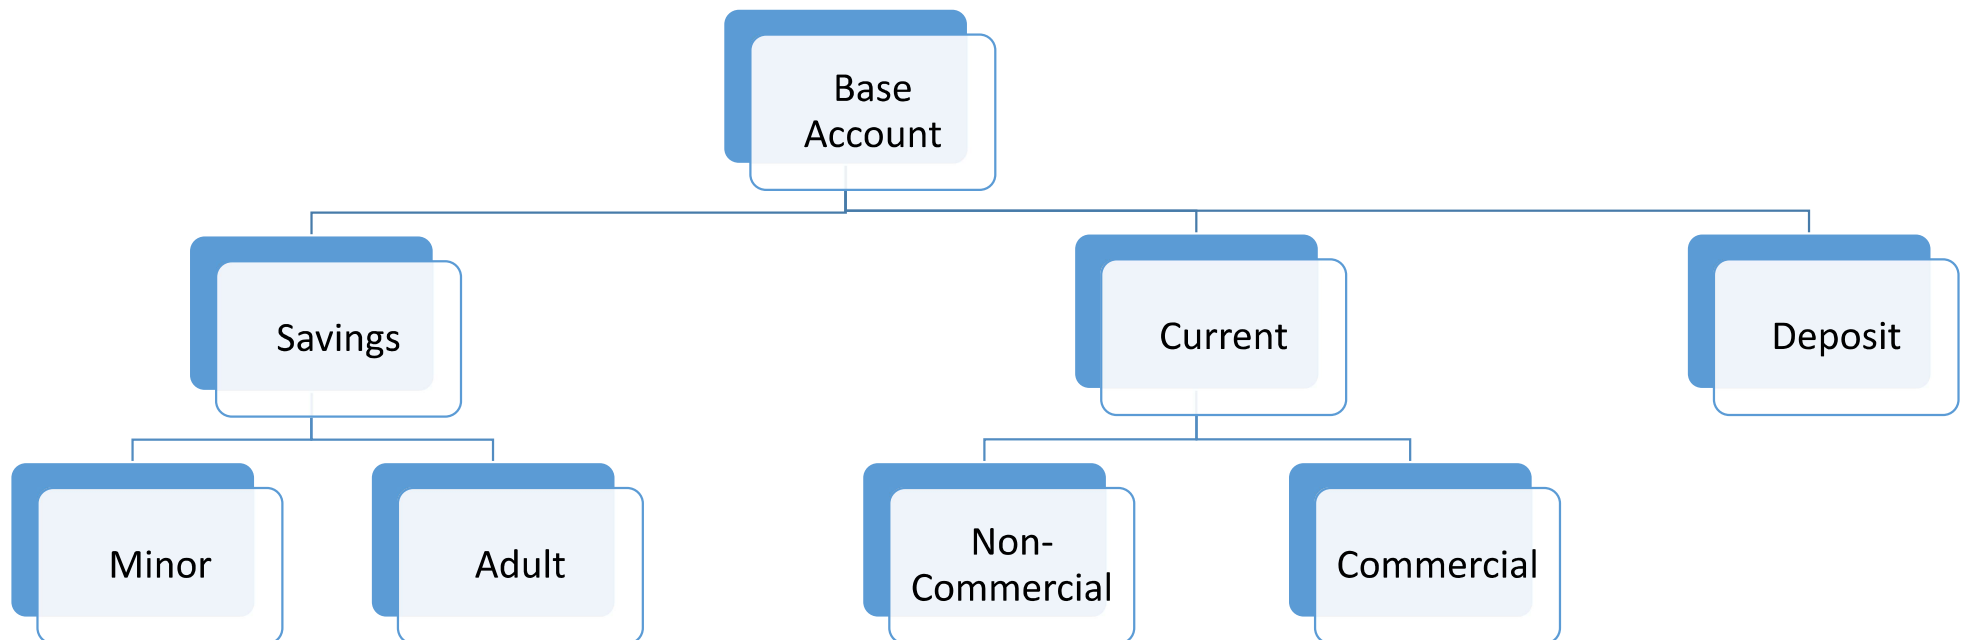 Base
Account
Savings
Current
Deposit
Minor
Adult
Non-
Commercial
Commercial